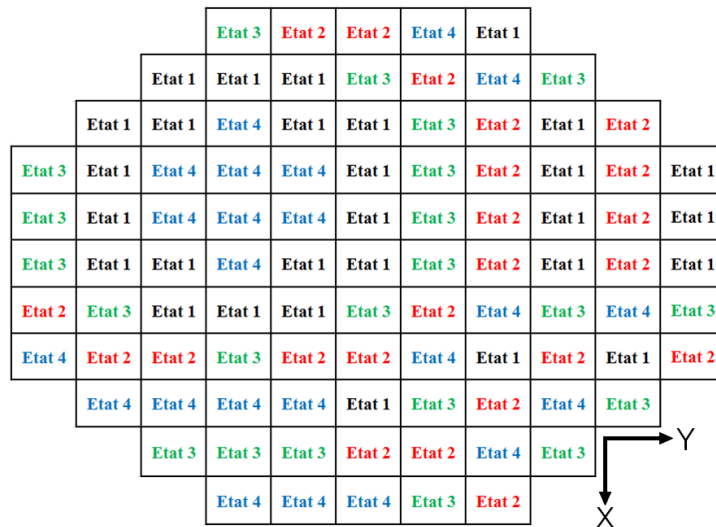 Etat 3 Etat 2 Etat 2 Etat 4 Etat 1
Etat 1 Etat 1 Etat 1 Etat 3 Etat 2 Etat 4 Etat 3
Etat 1 Etat 1 Etat 4 Etat 1 Etat 1 Etat 3 Etat 2 Etat 1 Etat 2
Etat 3 Etat 1 Etat 4 Etat 4 Etat 4 Etat 1 Etat 3 Etat 2 Etat 1 Etat 2 Etat 1
Etat 3 Etat 1 Etat 4 Etat 4 Etat 4 Etat 1 Etat 3 Etat 2 Etat 1 Etat 2 Etat 1
Etat 3 Etat 1 Etat 1 Etat 4 Etat 1 Etat 1 Etat 3 Etat 2 Etat 1 Etat 2 Etat 1
Etat 2 Etat 3 Etat 1 Etat 1 Etat 1 Etat 3 Etat 2 Etat 4 Etat 3 Etat 4 Etat 3
Etat 4 Etat 2 Etat 2 Etat 3 Etat 2 Etat 2 Etat 4 Etat 1 Etat 2 Etat 1 Etat 2
Etat 4 Etat 4 Etat 4 Etat 4 Etat 1 Etat 3 Etat 2 Etat 4 Etat 3
Etat 3 Etat 3 Etat 3 Etat 2 Etat 2 Etat 4 Etat 3
Y
Etat 4 Etat 4 Etat 4 Etat 3 Etat 2
X